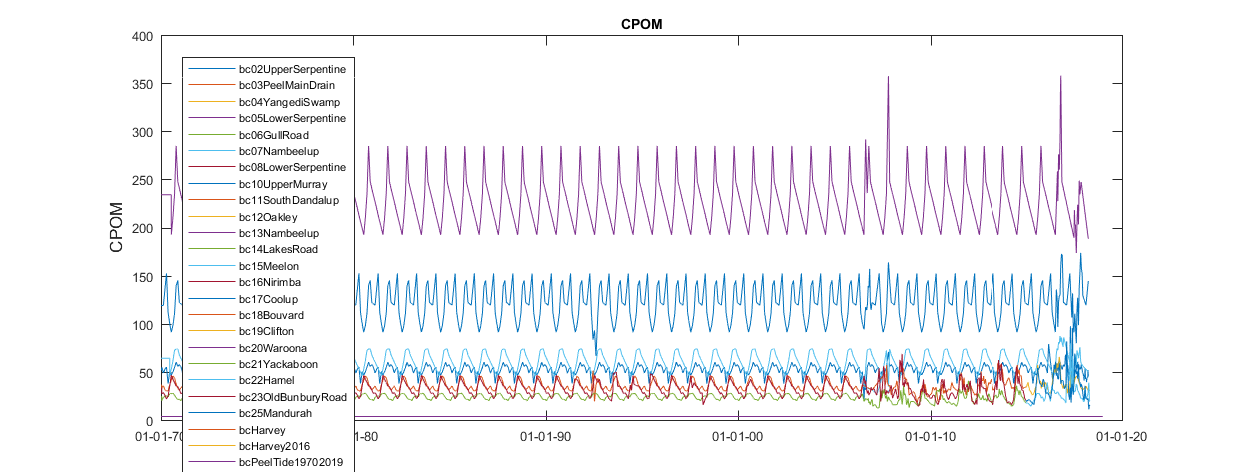 CPOM
400
350
300
250
200
150
100
50
0
CPOM
bc02UpperSerpentine
bc03PeelMainDrain
bc04YangediSwamp
bc05LowerSerpentine
bc06GullRoad
bc07Nambeelup
bc08LowerSerpentine
bc10UpperMurray
bc11SouthDandalup
bc12Oakley
bc13Nambeelup
bc14LakesRoad
bc15Meelon
bc16Nirimba
bc17Coolup
bc18Bouvard
bc19Clifton
bc20Waroona
bc21Yackaboon
bc22Hamel
bc23OldBunburyRoad
bc25Mandurah
bcHarvey
bcHarvey2016
bcPeelTide19702019
01-01-70 1-80 01-01-90 01-01-00 01-01-10 01-01-20